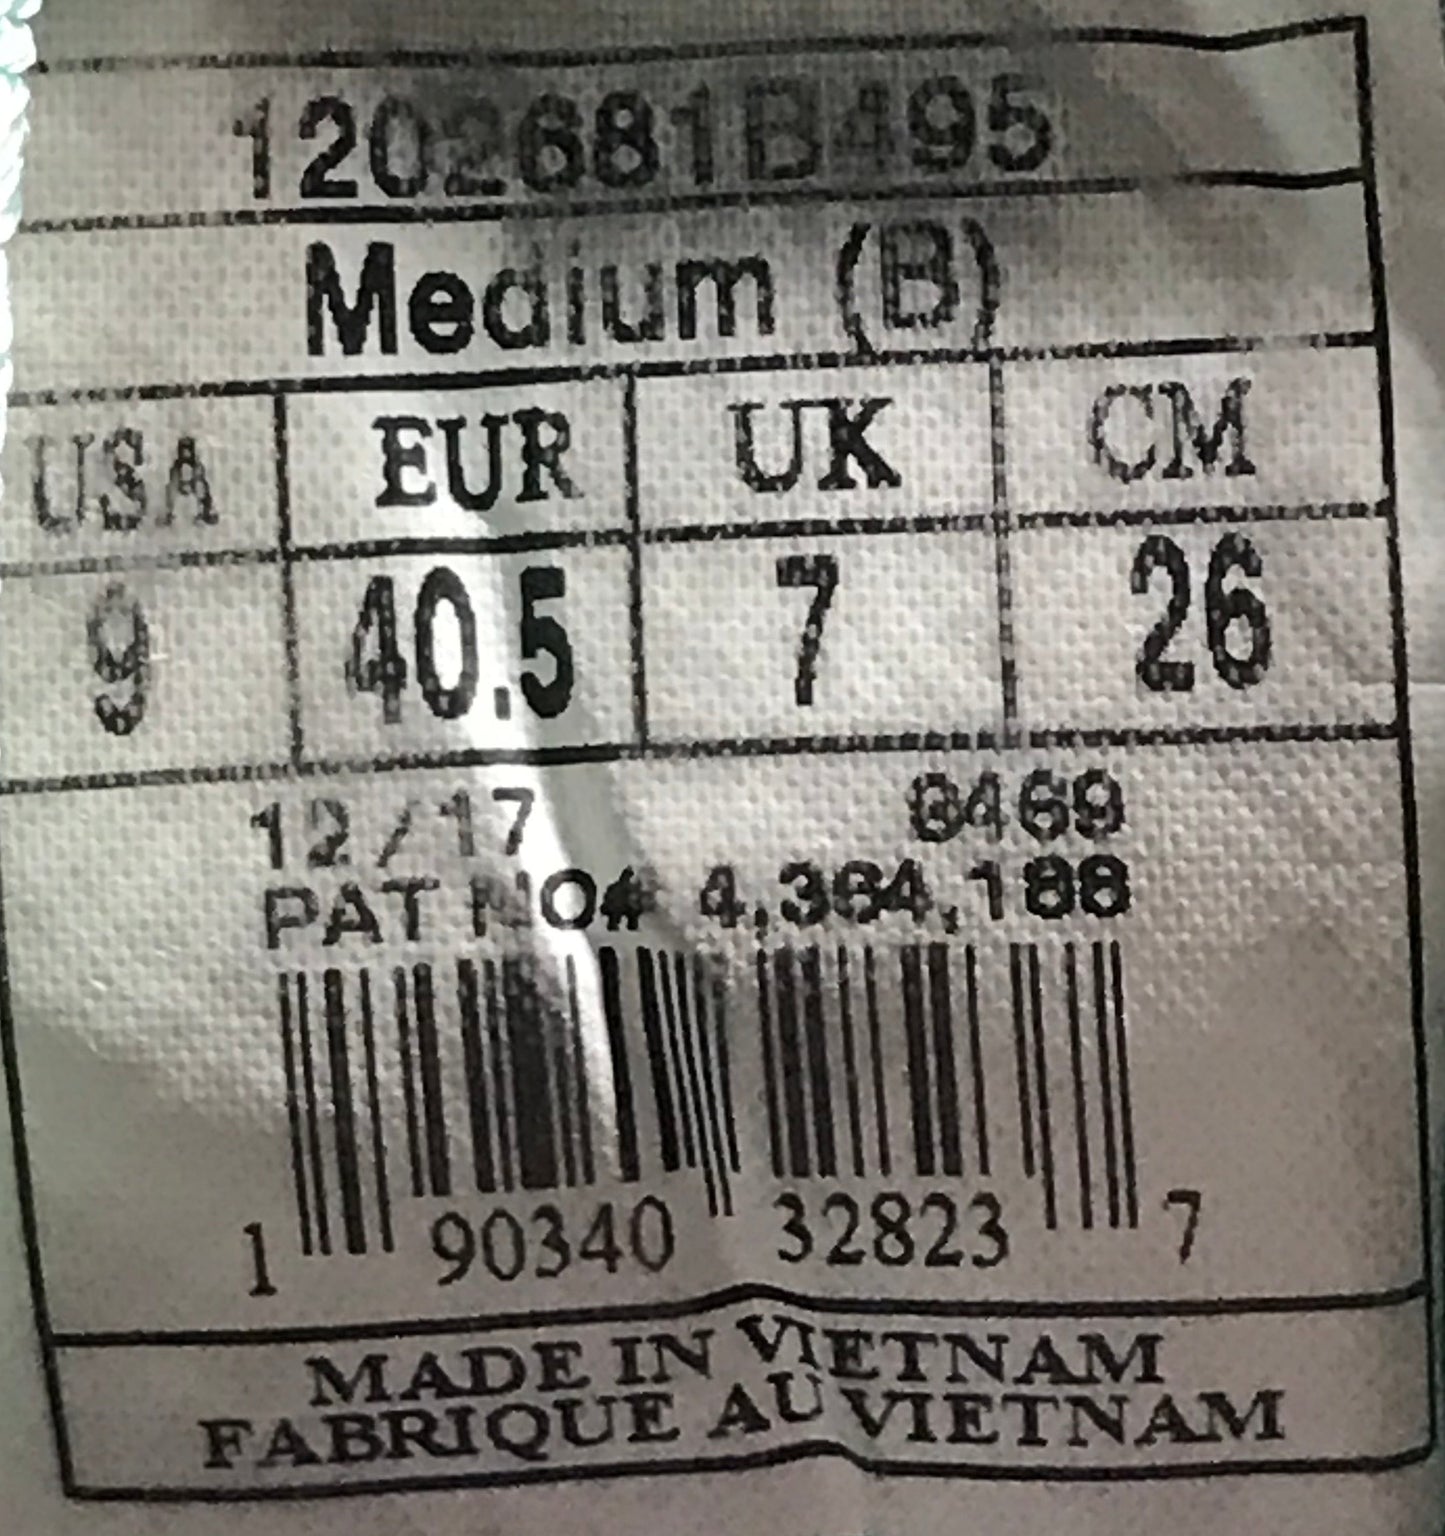 1202681B495
Medium (B)
USA EUR UK CM
9 40.5 7 26
12/17
PAT NO# 4,364,188
1 90340 32823 7
MADE IN VIETNAM
FABRIQUE AU VIETNAM